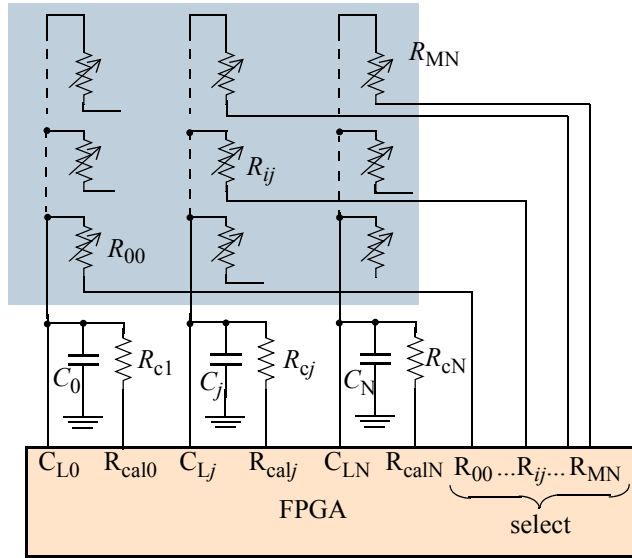 R_MN
R_ij
R_00
C_0
R_c1
C_j
R_cj
C_N
R_cN
C_L0 R_cal0 C_Lj R_calj C_LN R_calN R_00 ...R_ij... R_MN
FPGA
select